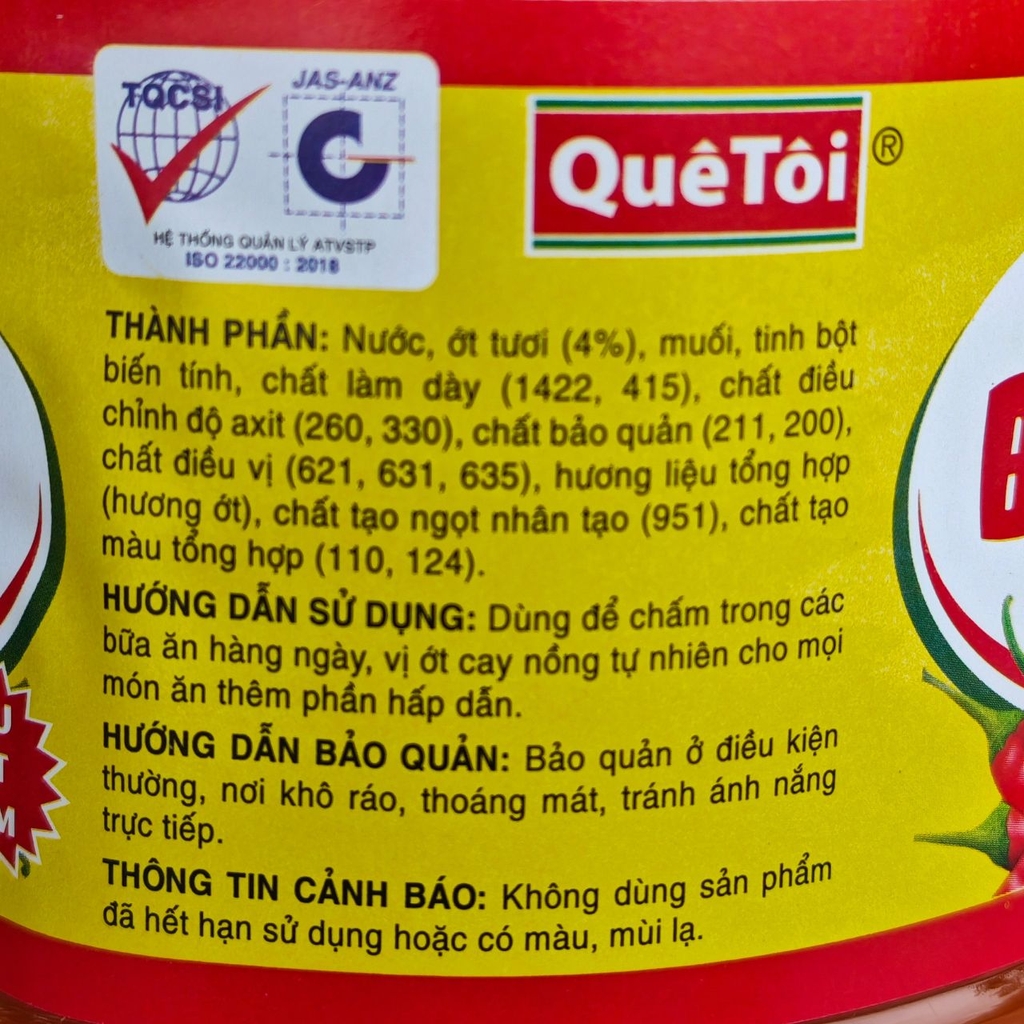 TQCSI
JAS-ANZ
HỆ THỐNG QUẢN LÝ ATVSTP
ISO 22000 : 2018
QuêTôi ®
THÀNH PHẦN: Nước, ớt tươi (4%), muối, tinh bột
biến tính, chất làm dày (1422, 415), chất điều
chỉnh độ axit (260, 330), chất bảo quản (211, 200),
chất điều vị (621, 631, 635), hương liệu tổng hợp
(hương ớt), chất tạo ngọt nhân tạo (951), chất tạo
màu tổng hợp (110, 124).
HƯỚNG DẪN SỬ DỤNG: Dùng để chấm trong các
bữa ăn hàng ngày, vị ớt cay nồng tự nhiên cho mọi
món ăn thêm phần hấp dẫn.
HƯỚNG DẪN BẢO QUẢN: Bảo quản ở điều kiện
thường, nơi khô ráo, thoáng mát, tránh ánh nắng
trực tiếp.
THÔNG TIN CẢNH BÁO: Không dùng sản phẩm
đã hết hạn sử dụng hoặc có màu, mùi lạ.